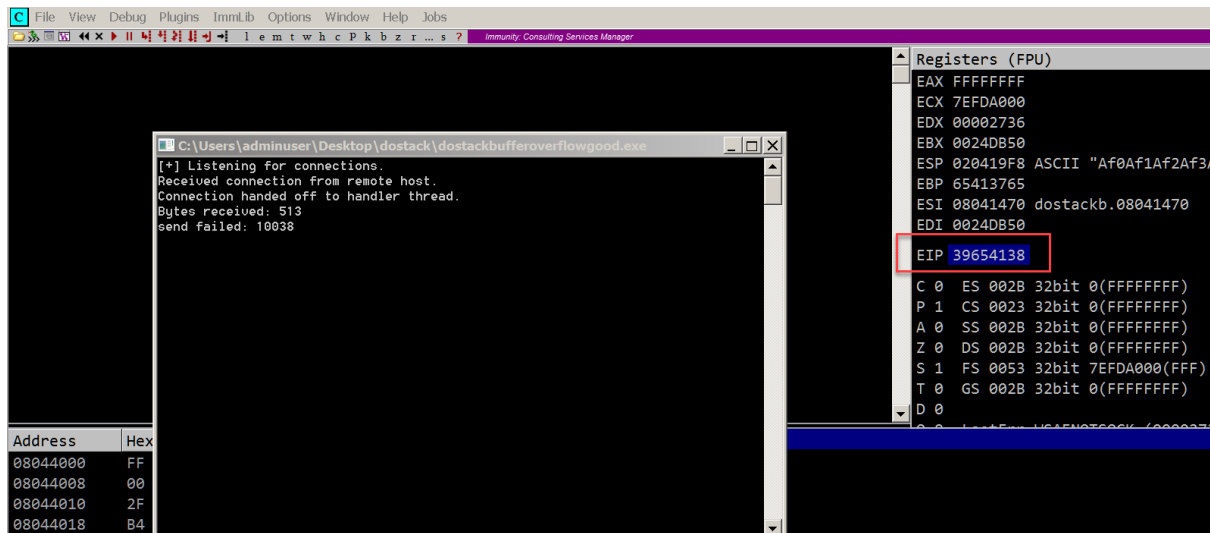 C File View Debug Plugins ImmLib Options Window Help Jobs
l e m t w h c P k b z r ... s ? Immunity: Consulting Services Manager
Registers (FPU)
EAX FFFFFFFF
ECX 7EFDA000
EDX 00002736
EBX 0024DB50
ESP 020419F8 ASCII "Af0Af1Af2Af3A
EBP 65413765
ESI 08041470 dostackb.08041470
EDI 0024DB50
EIP 39654138
C 0 ES 002B 32bit 0(FFFFFFFF)
P 1 CS 0023 32bit 0(FFFFFFFF)
A 0 SS 002B 32bit 0(FFFFFFFF)
Z 0 DS 002B 32bit 0(FFFFFFFF)
S 1 FS 0053 32bit 7EFDA000(FFF)
T 0 GS 002B 32bit 0(FFFFFFFF)
D 0
C:\Users\adminuser\Desktop\dostack\dostackbufferoverflowgood.exe
[+] Listening for connections.
Received connection from remote host.
Connection handed off to handler thread.
Bytes received: 513
send failed: 10038
Address Hex
08044000 FF
08044008 00
08044010 2F
08044018 B4